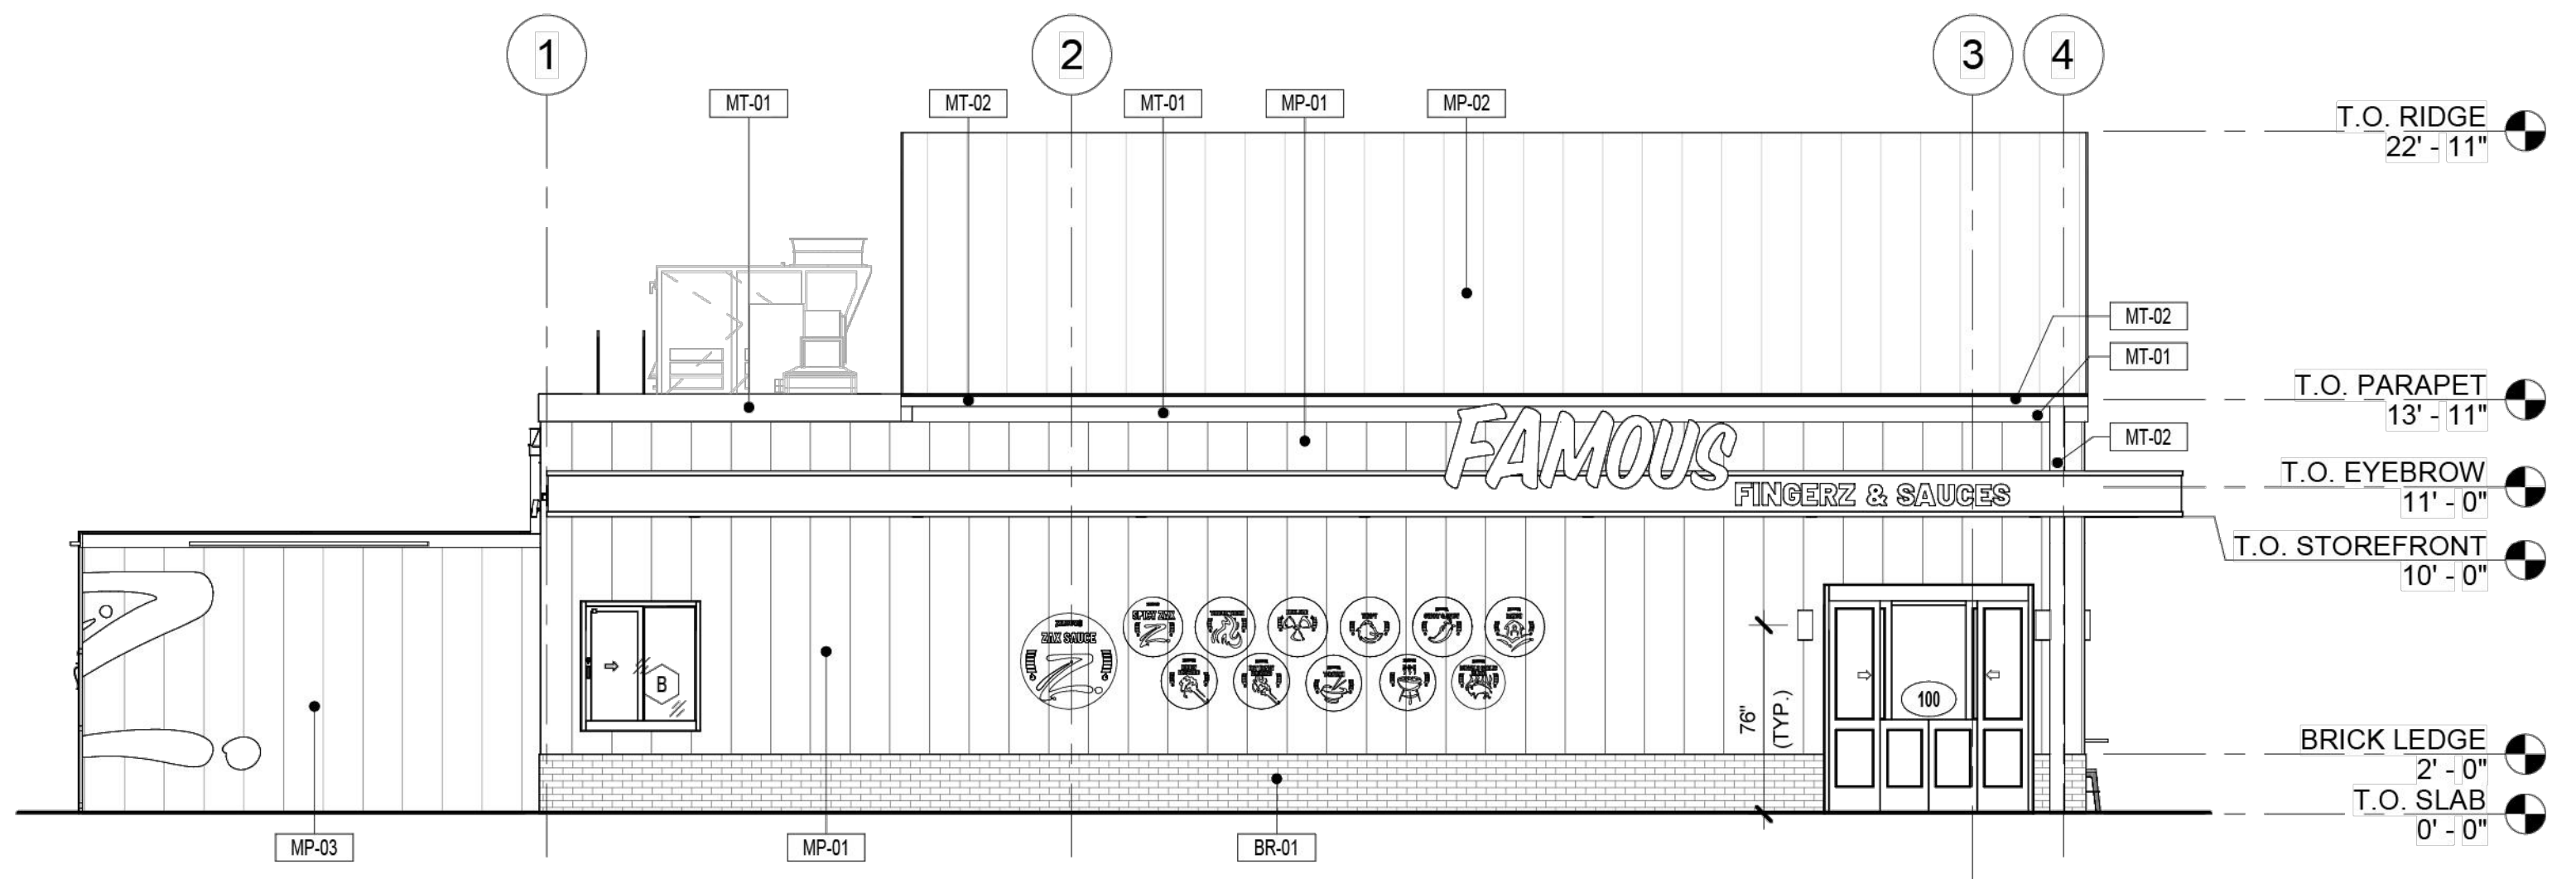 1
2
3
4
MT-01
MT-02
MT-01
MP-01
MP-02
T.O. RIDGE
22' - 11"
MT-02
MT-01
T.O. PARAPET
13' - 11"
MT-02
FAMOUS
FINGERZ & SAUCES
T.O. EYEBROW
11' - 0"
T.O. STOREFRONT
10' - 0"
SPICY ZAX
ZAX SAUCE
B
100
76"
(TYP.)
BRICK LEDGE
2' - 0"
T.O. SLAB
0' - 0"
MP-03
MP-01
BR-01